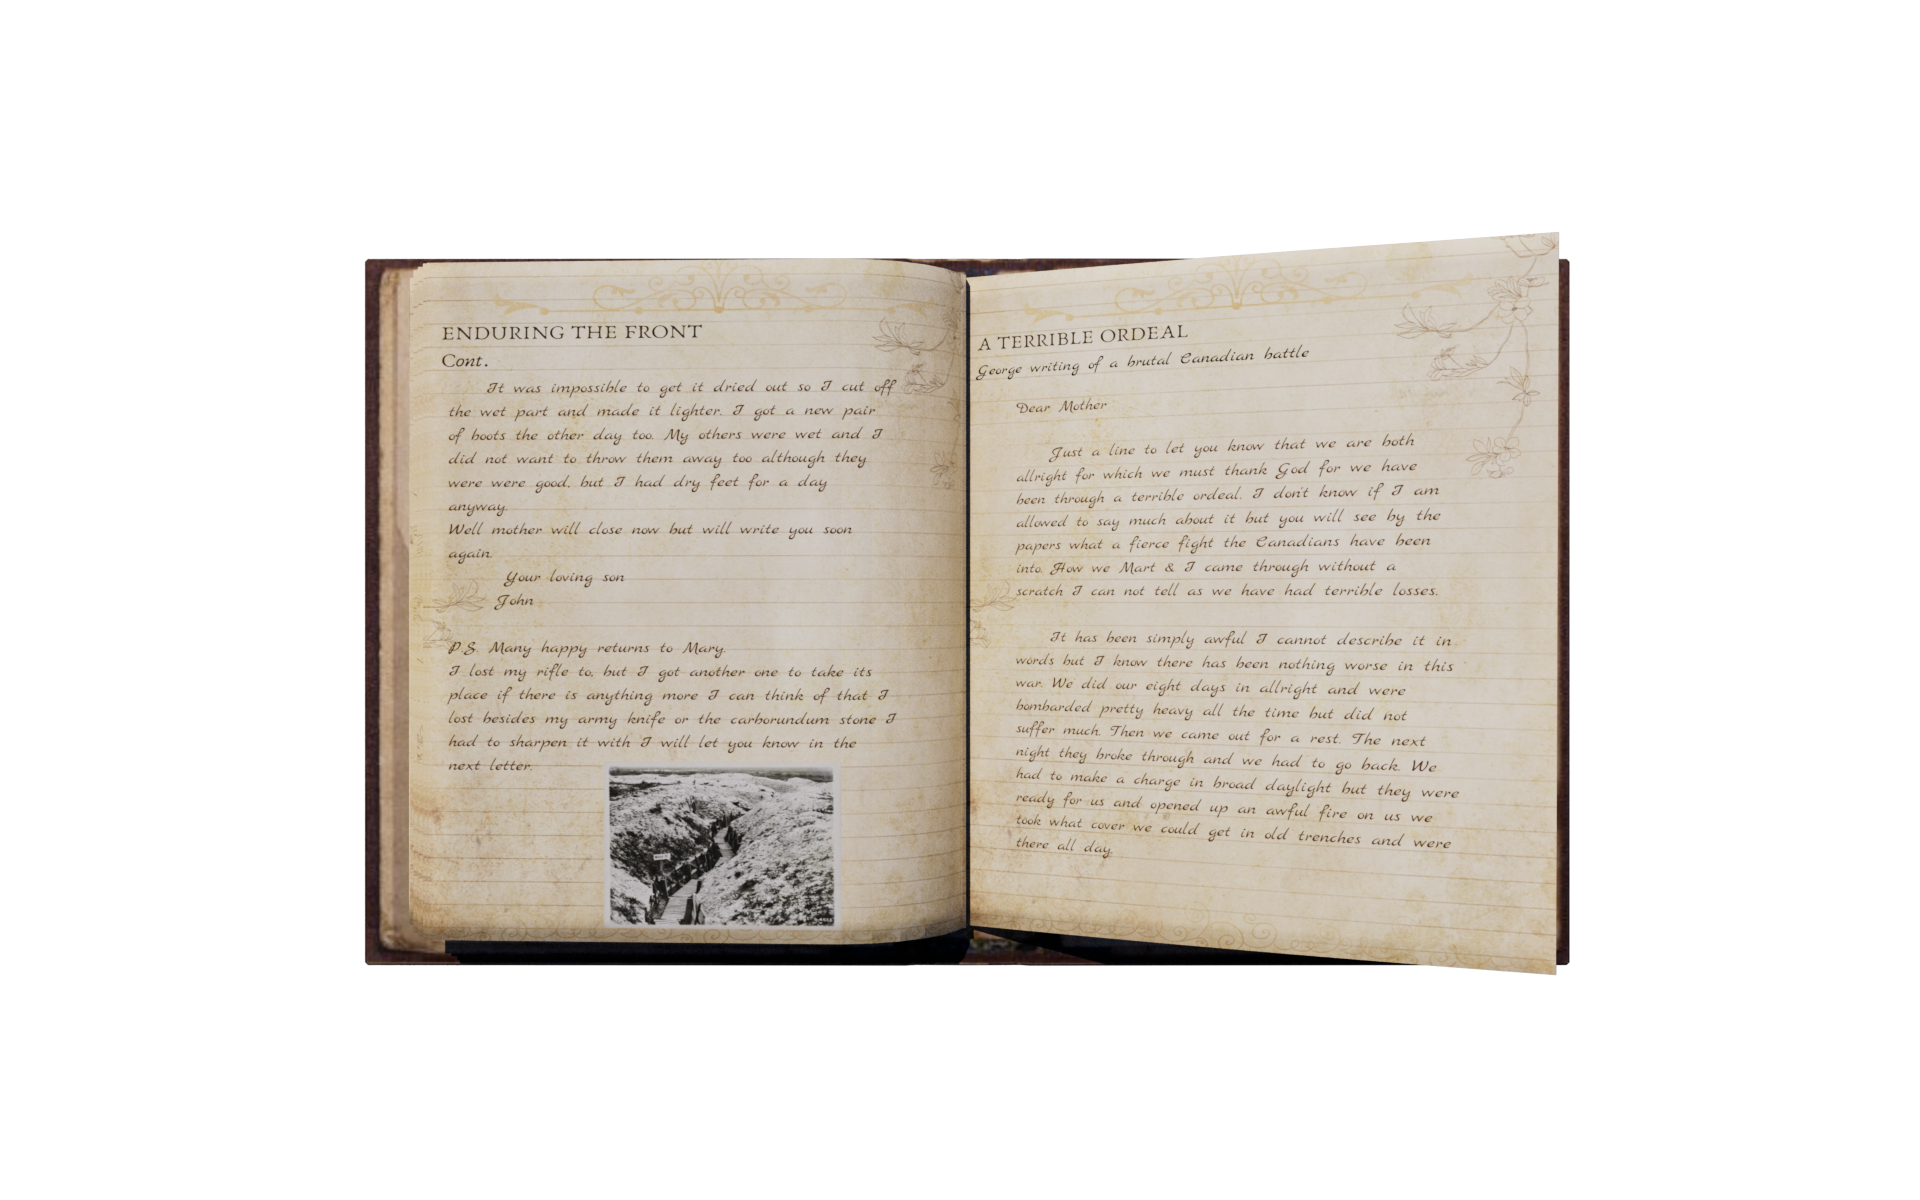 ENDURING THE FRONT
Cont.
It was impossible to get it dried out so I cut off
the wet part and made it lighter. I got a new pair
of boots the other day too. My others were wet and I
did not want to throw them away too although they
were were good, but I had dry feet for a day
anyway.
Well mother will close now but will write you soon
again.
Your loving son
John
P.S. Many happy returns to Mary.
I lost my rifle to, but I got another one to take its
place if there is anything more I can think of that I
lost besides my army knife or the carborundum stone I
had to sharpen it with I will let you know in the
next letter.
A TERRIBLE ORDEAL
George writing of a brutal Canadian battle
Dear Mother
Just a line to let you know that we are both
allright for which we must thank God for we have
been through a terrible ordeal. I don't know if I am
allowed to say much about it but you will see by the
papers what a fierce fight the Canadians have been
into. How we Mart & I came through without a
scratch I can not tell as we have had terrible losses.
It has been simply awful I cannot describe it in
words but I know there has been nothing worse in this
war. We did our eight days in allright and were
bombarded pretty heavy all the time but did not
suffer much. Then we came out for a rest. The next
night they broke through and we had to go back. We
had to make a charge in broad daylight but they were
ready for us and opened up an awful fire on us we
took what cover we could get in old trenches and were
there all day.